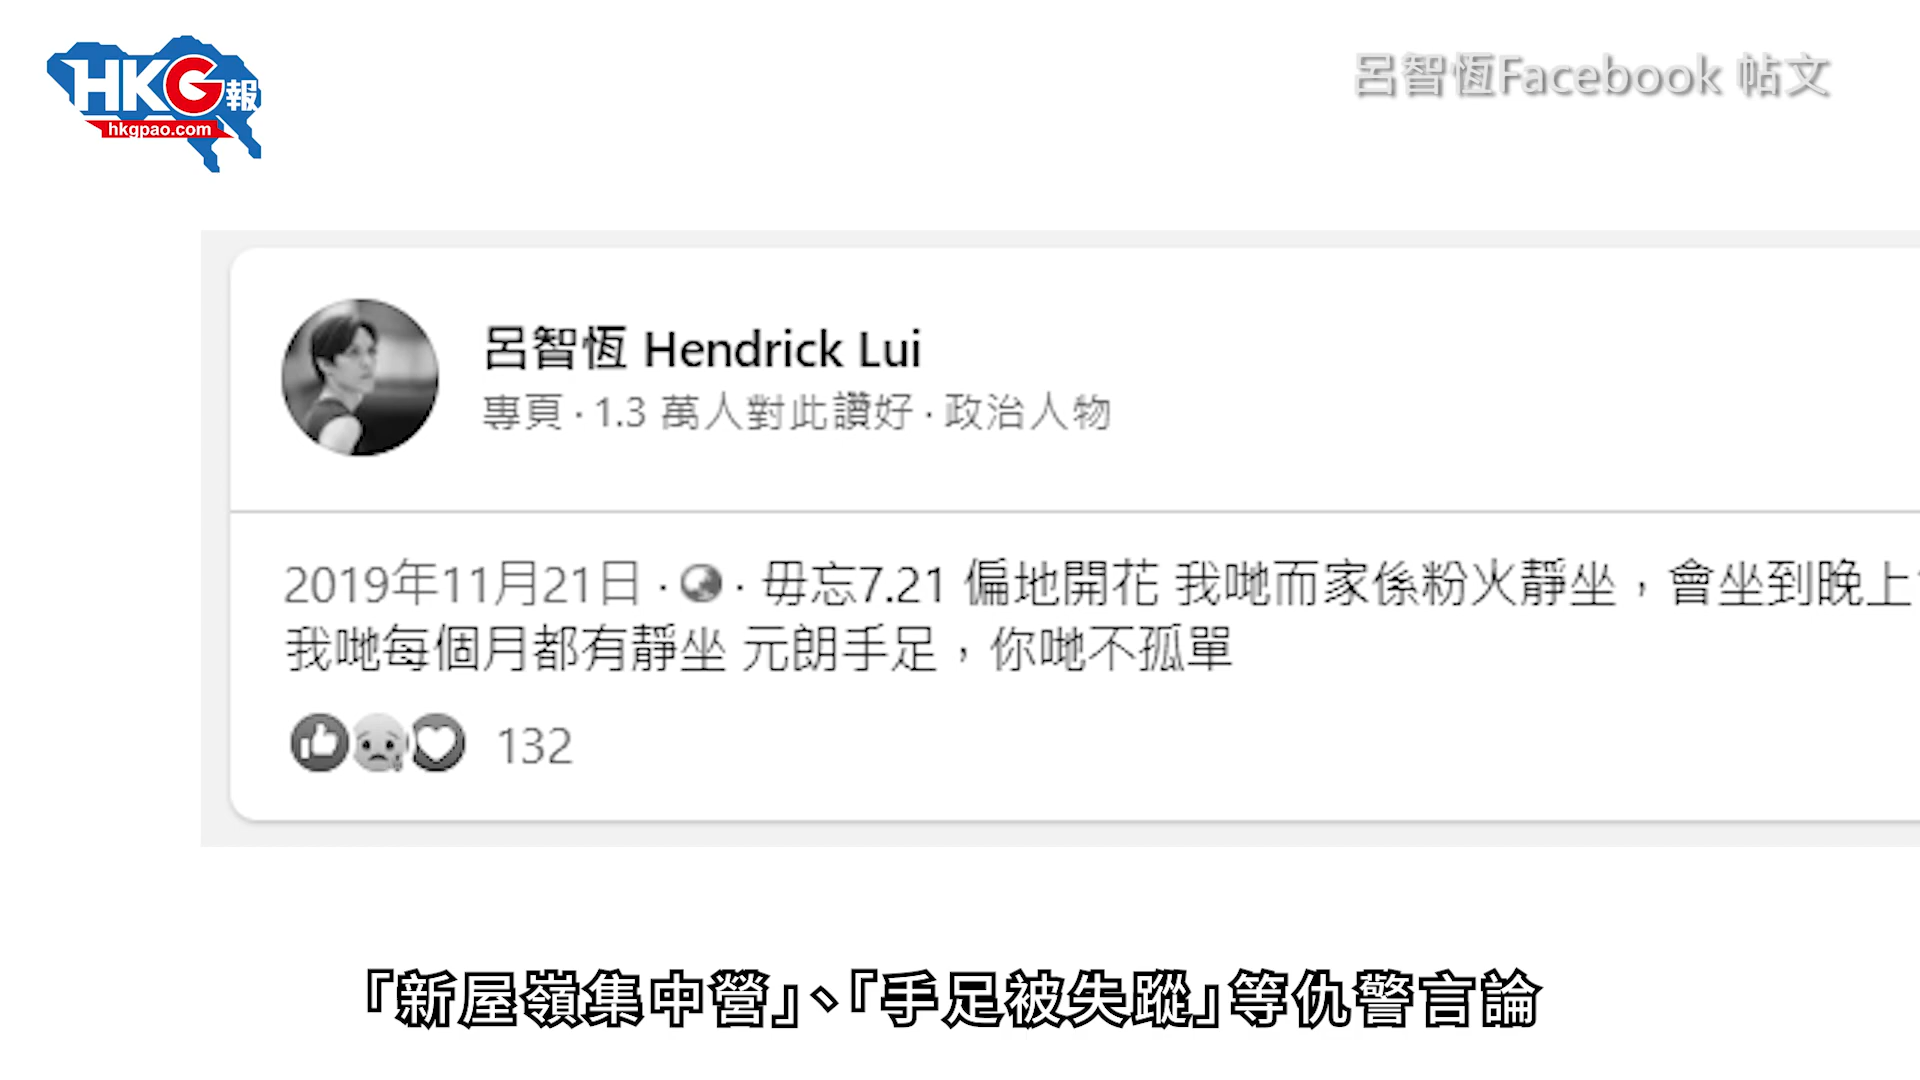 HKG報
hkgpao.com
呂智恆Facebook 帖文
呂智恆 Hendrick Lui
專頁 · 1.3 萬人對此讚好 · 政治人物
2019年11月21日 · 毋忘7.21 偏地開花 我哋而家係粉火靜坐，會坐到晚上
我哋每個月都有靜坐 元朗手足，你哋不孤單
132
「新屋嶺集中營」、「手足被失蹤」等仇警言論